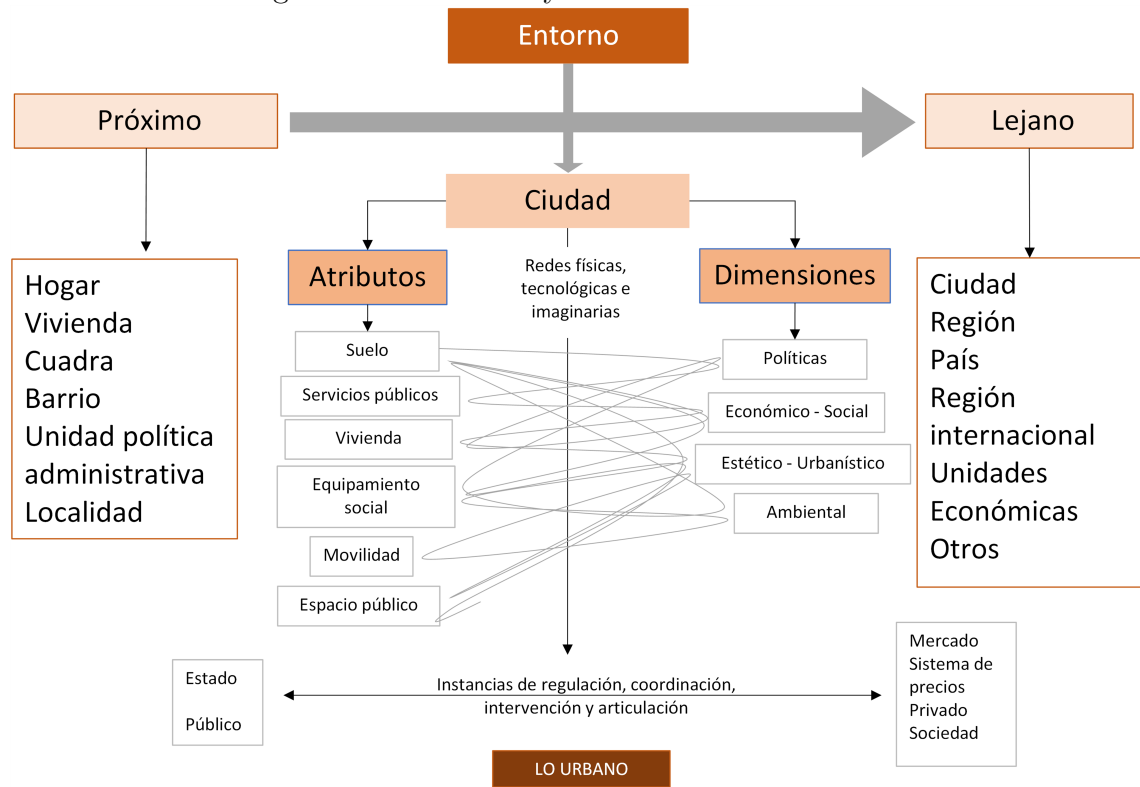 Entorno
Próximo
Lejano
Ciudad
Atributos
Redes físicas,
tecnológicas e
imaginarias
Dimensiones
Hogar
Vivienda
Cuadra
Barrio
Unidad política
administrativa
Localidad
Suelo
Servicios públicos
Vivienda
Equipamiento
social
Movilidad
Espacio público
Políticas
Económico - Social
Estético - Urbanístico
Ambiental
Ciudad
Región
País
Región
internacional
Unidades
Económicas
Otros
Estado
Público
Instancias de regulación, coordinación,
intervención y articulación
Mercado
Sistema de
precios
Privado
Sociedad
LO URBANO